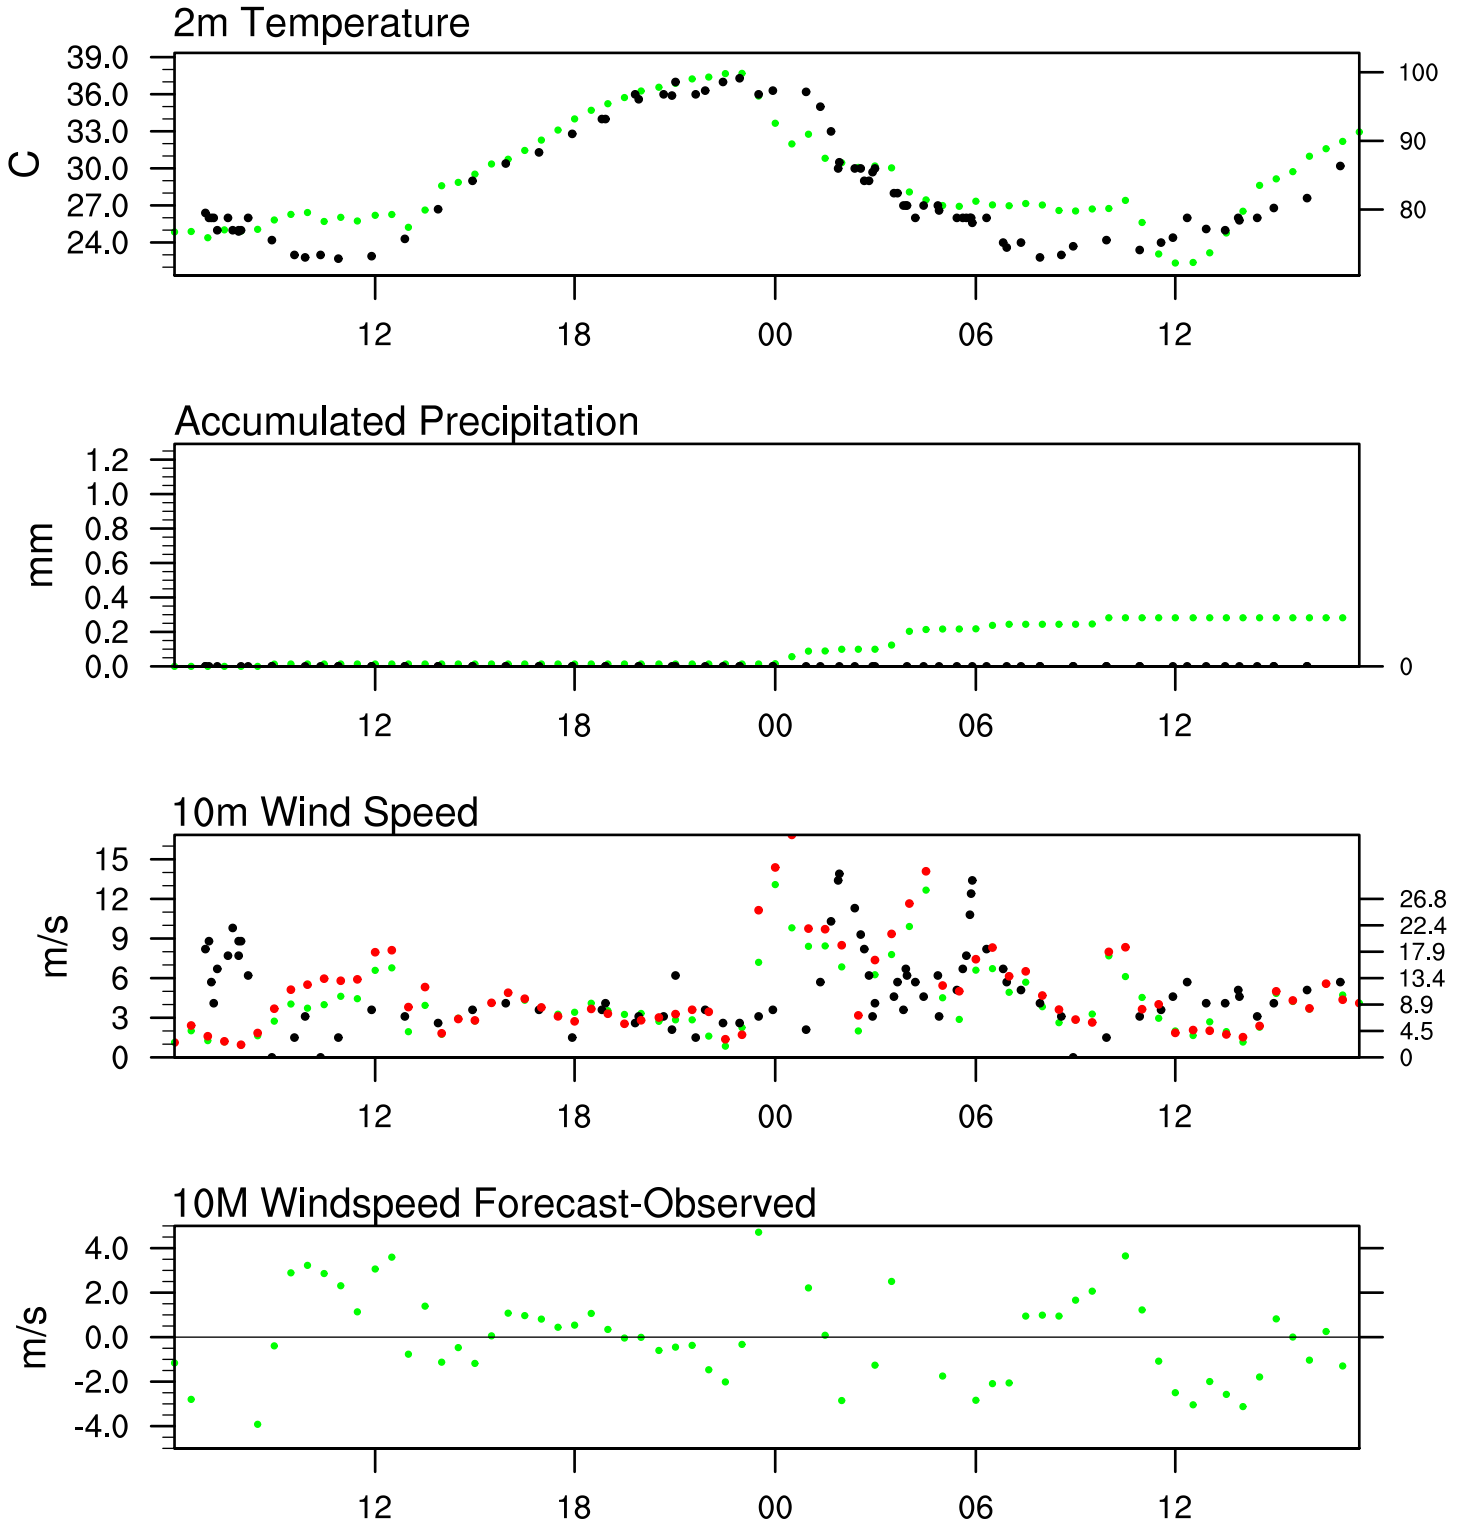 2m Temperature
39.0
36.0
33.0
30.0
27.0
24.0
C
100
90
80
12 18 00 06 12
Accumulated Precipitation
1.2
1.0
0.8
0.6
0.4
0.2
0.0
mm
0
12 18 00 06 12
10m Wind Speed
15
12
9
6
3
0
m/s
26.8
22.4
17.9
13.4
8.9
4.5
0
12 18 00 06 12
10M Windspeed Forecast-Observed
4.0
2.0
0.0
-2.0
-4.0
m/s
12 18 00 06 12